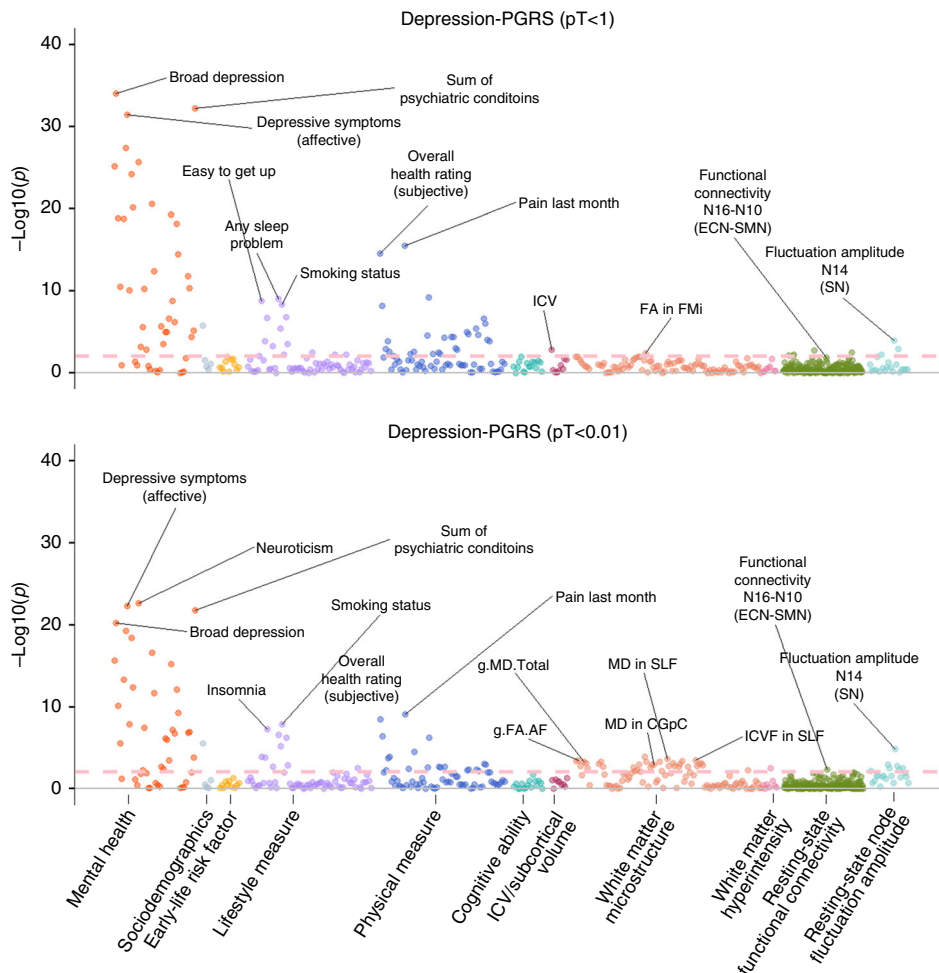 Depression-PGRS (pT<1)
40
30
20
10
0
−Log10(p)
Broad depression
Sum of
psychiatric conditoins
Depressive symptoms
(affective)
Easy to get up
Any sleep
problem
Smoking status
Overall
health rating
(subjective)
Pain last month
ICV
FA in FMi
Functional
connectivity
N16-N10
(ECN-SMN)
Fluctuation amplitude
N14
(SN)
Depression-PGRS (pT<0.01)
40
30
20
10
0
−Log10(p)
Depressive symptoms
(affective)
Neuroticism
Sum of
psychiatric conditoins
Broad depression
Insomnia
Smoking status
Overall
health rating
(subjective)
Pain last month
g.MD.Total
g.FA.AF
MD in SLF
MD in CGpC
ICVF in SLF
Functional
connectivity
N16-N10
(ECN-SMN)
Fluctuation amplitude
N14
(SN)
Mental health
Sociodemographics
Early-life risk factor
Lifestyle measure
Physical measure
Cognitive ability
ICV/subcortical
volume
White matter
microstructure
White matter
hyperintensity
Resting-state
functional connectivity
Resting-state node
fluctuation amplitude